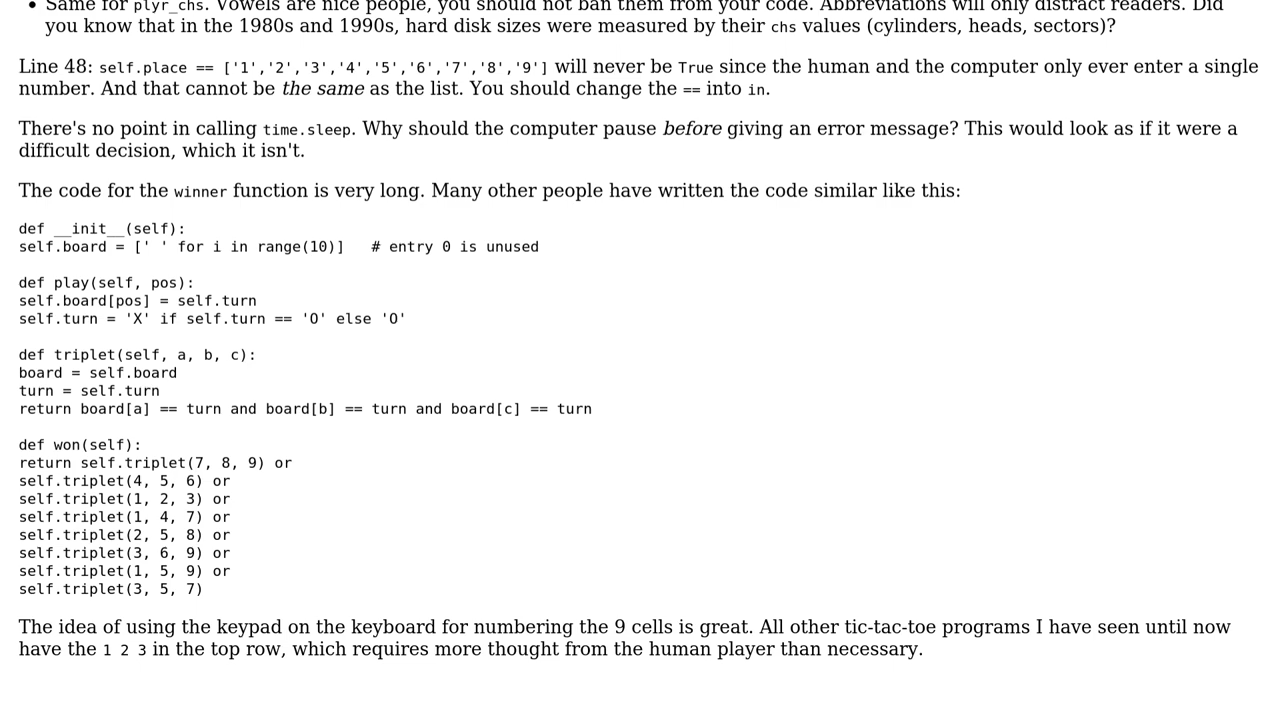 • Same for plyr_chs. Vowels are nice people, you should not ban them from your code. Abbreviations will only distract readers. Did
you know that in the 1980s and 1990s, hard disk sizes were measured by their chs values (cylinders, heads, sectors)?
Line 48: self.place == ['1','2','3','4','5','6','7','8','9'] will never be True since the human and the computer only ever enter a single
number. And that cannot be the same as the list. You should change the == into in.
There's no point in calling time.sleep. Why should the computer pause before giving an error message? This would look as if it were a
difficult decision, which it isn't.
The code for the winner function is very long. Many other people have written the code similar like this:
def __init__(self):
self.board = [' ' for i in range(10)]   # entry 0 is unused
def play(self, pos):
self.board[pos] = self.turn
self.turn = 'X' if self.turn == 'O' else 'O'
def triplet(self, a, b, c):
board = self.board
turn = self.turn
return board[a] == turn and board[b] == turn and board[c] == turn
def won(self):
return self.triplet(7, 8, 9) or
self.triplet(4, 5, 6) or
self.triplet(1, 2, 3) or
self.triplet(1, 4, 7) or
self.triplet(2, 5, 8) or
self.triplet(3, 6, 9) or
self.triplet(1, 5, 9) or
self.triplet(3, 5, 7)
The idea of using the keypad on the keyboard for numbering the 9 cells is great. All other tic-tac-toe programs I have seen until now
have the 1 2 3 in the top row, which requires more thought from the human player than necessary.